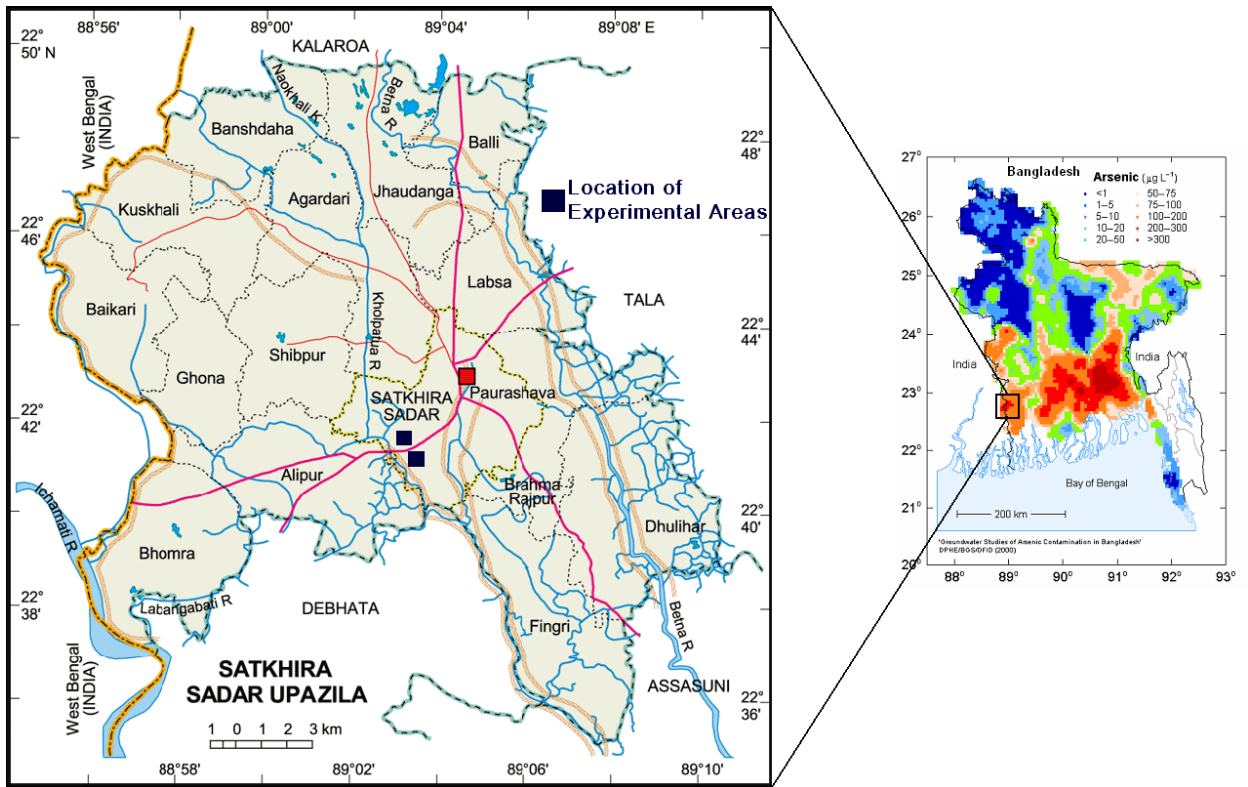 88°56' 89°00' 89°04' 89°08' E
22°
50' N
KALAROA
Naokhali K
Betna R
West Bengal
(INDIA)
Banshdaha
Balli
22°
48'
Agardari
Jhaudanga
Location of
Experimental Areas
Kuskhali
22°
46'
Labsa
Baikari
Kholpatua R
TALA
22°
44'
Shibpur
Ghona
SATKHIRA
SADAR
Paurashava
22°
42'
Alipur
Brahma
Rajpur
Ichamati R
22°
40'
Dhulihar
Bhomra
22°
38'
Labangabati R
DEBHATA
Fingri
Betna R
West Bengal
(INDIA)
SATKHIRA
SADAR UPAZILA
ASSASUNI
22°
36'
1 0 1 2 3 km
88°58' 89°02' 89°06' 89°10'
27°
Bangladesh
Arsenic (µg L⁻¹)
<1 50–75
1–5 75–100
5–10 100–200
10–20 200–300
20–50 >300
26°
25°
24°
India
India
23°
22°
Bay of Bengal
21°
200 km
'Groundwater Studies of Arsenic Contamination in Bangladesh'
DPHE/BGS/DFID (2000)
20°
88° 89° 90° 91° 92° 93°